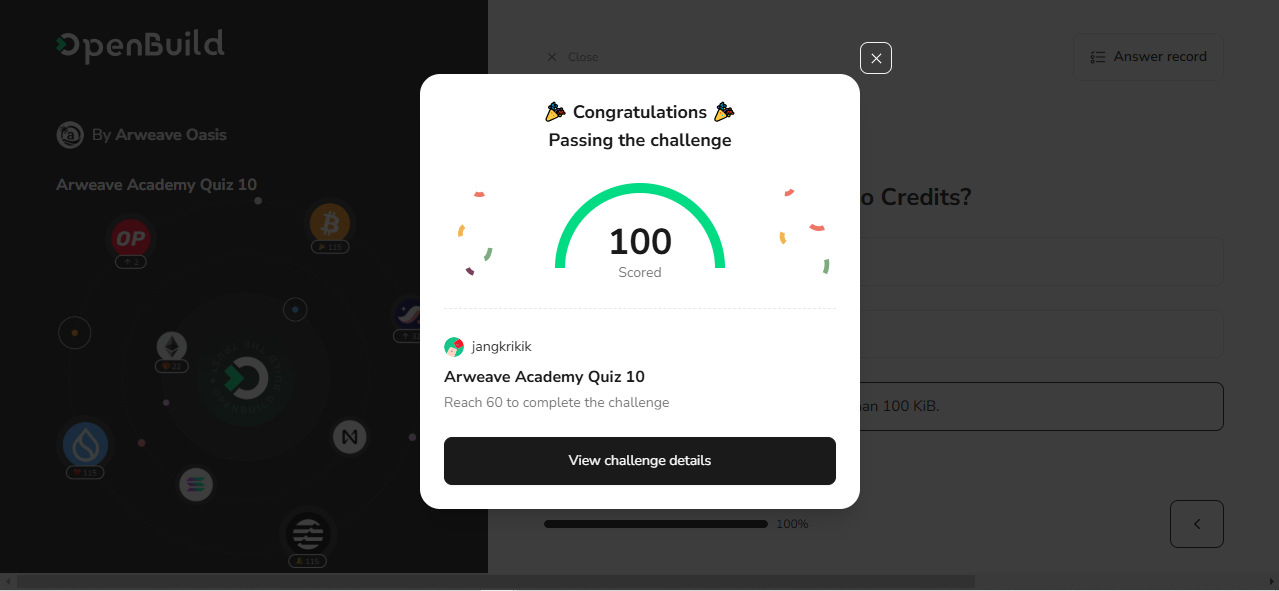 OpenBuild
By Arweave Oasis
Arweave Academy Quiz 10
OP
2
115
22
119
115
Close
Answer record
o Credits?
an 100 KiB.
100%
Congratulations
Passing the challenge
100
Scored
jangkrikik
Arweave Academy Quiz 10
Reach 60 to complete the challenge
View challenge details